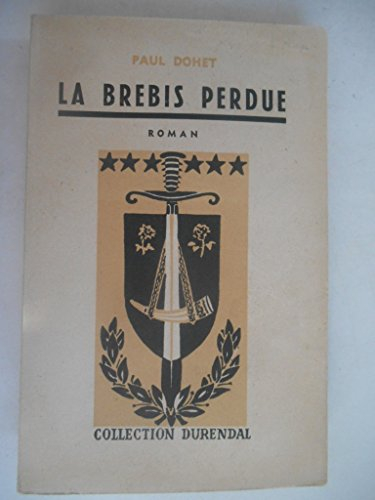 PAUL DOHET
LA BREBIS PERDUE
ROMAN
COLLECTION DURENDAL